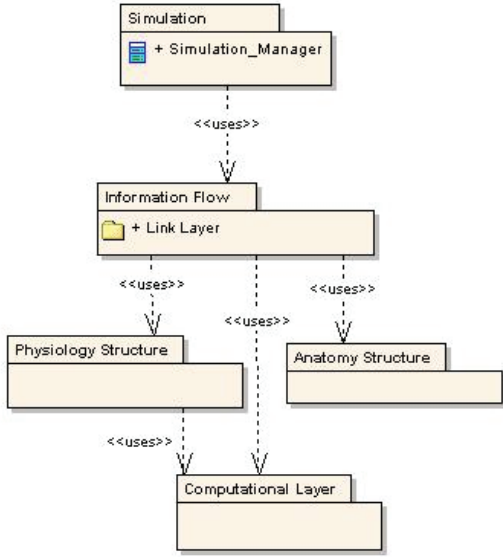 Simulation
+ Simulation_Manager
<<uses>>
Information Flow
+ Link Layer
<<uses>>
<<uses>>
<<uses>>
Physiology Structure
Anatomy Structure
<<uses>>
Computational Layer